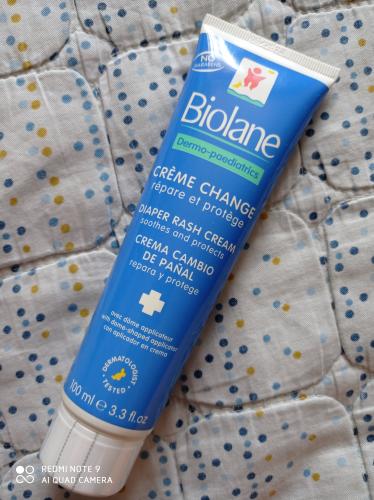 NO
PARABENS
Biolane
Dermo-paediatrics
CRÈME CHANGE
répare et protège
DIAPER RASH CREAM
soothes and protects
CREMA CAMBIO
DE PAÑAL
repara y protege
avec dôme applicateur
with dome-shaped applicator
con aplicador en crema
DERMATOLOGIST
TESTED
100 ml e 3.3 fl.oz
REDMI NOTE 9
AI QUAD CAMERA